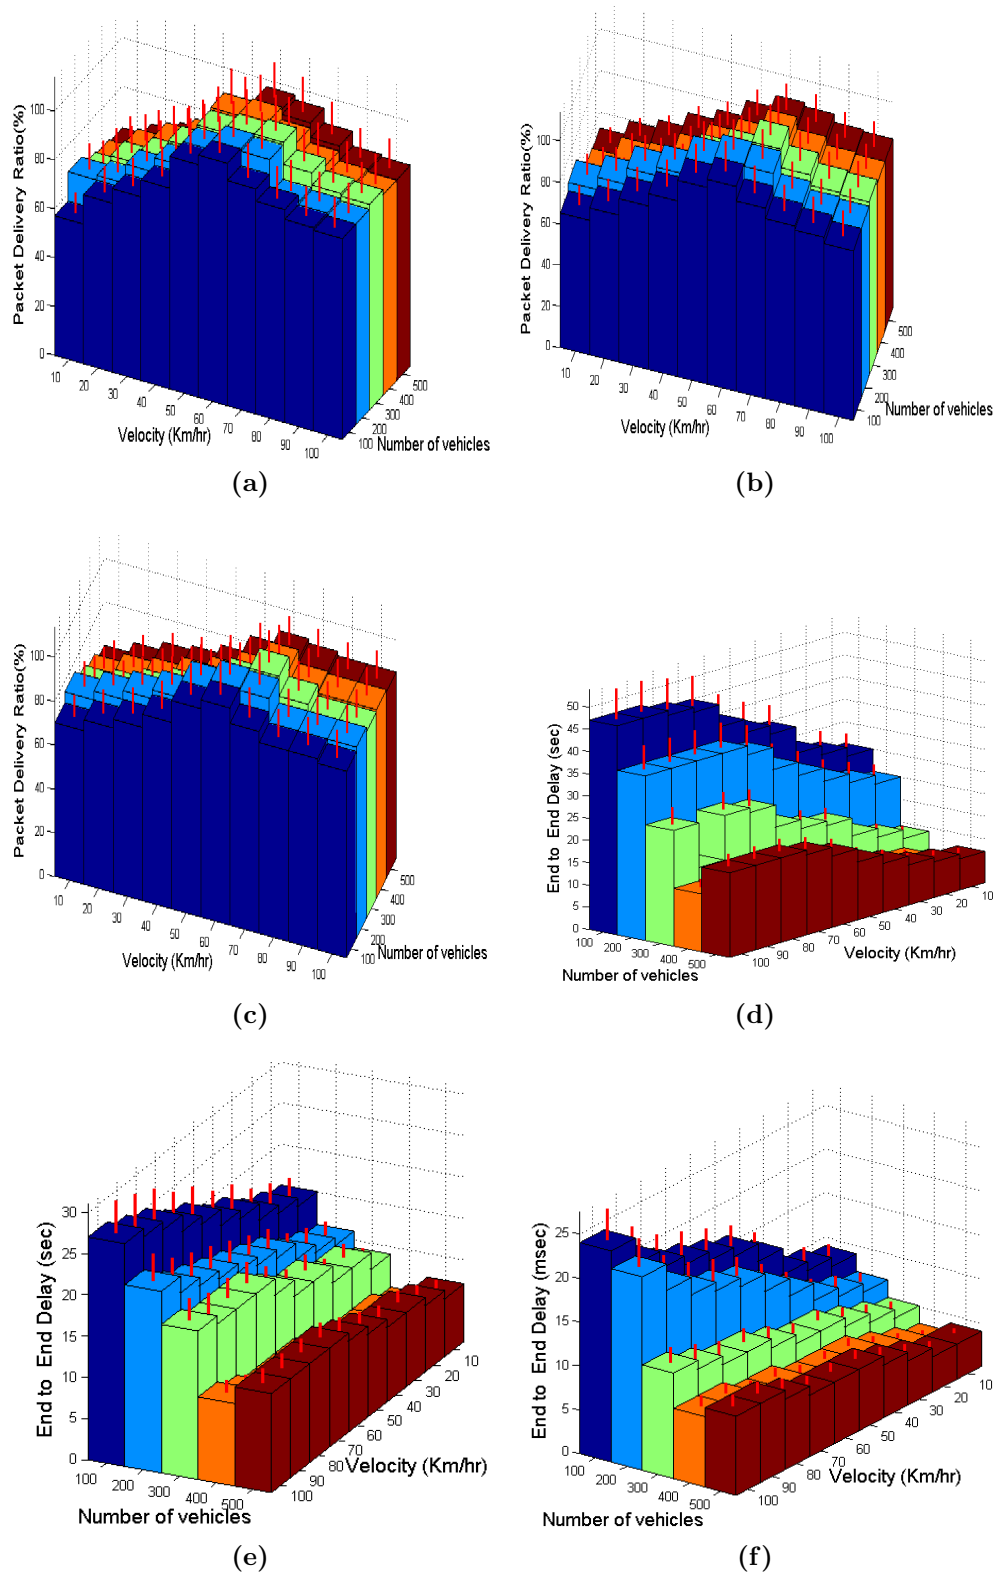 Packet Delivery Ratio(%)
100
80
60
40
20
0
10 20 30 40 50 60 70 80 90 100
Velocity (Km/hr)
100 200 300 400 500
Number of vehicles
(a)
Packet Delivery Ratio(%)
100
80
60
40
20
0
10 20 30 40 50 60 70 80 90 100
Velocity (Km/hr)
100 200 300 400 500
Number of vehicles
(b)
Packet Delivery Ratio(%)
100
80
60
40
20
0
10 20 30 40 50 60 70 80 90 100
Velocity (Km/hr)
100 200 300 400 500
Number of vehicles
(c)
End to End Delay (sec)
50
45
40
35
30
25
20
15
10
5
0
100 200 300 400 500
Number of vehicles
100 90 80 70 60 50 40 30 20 10
Velocity (Km/hr)
(d)
End to End Delay (sec)
30
25
20
15
10
5
0
100 200 300 400 500
Number of vehicles
100 90 80 70 60 50 40 30 20 10
Velocity (Km/hr)
(e)
End to End Delay (msec)
25
20
15
10
5
0
100 200 300 400 500
Number of vehicles
100 90 80 70 60 50 40 30 20 10
Velocity (Km/hr)
(f)